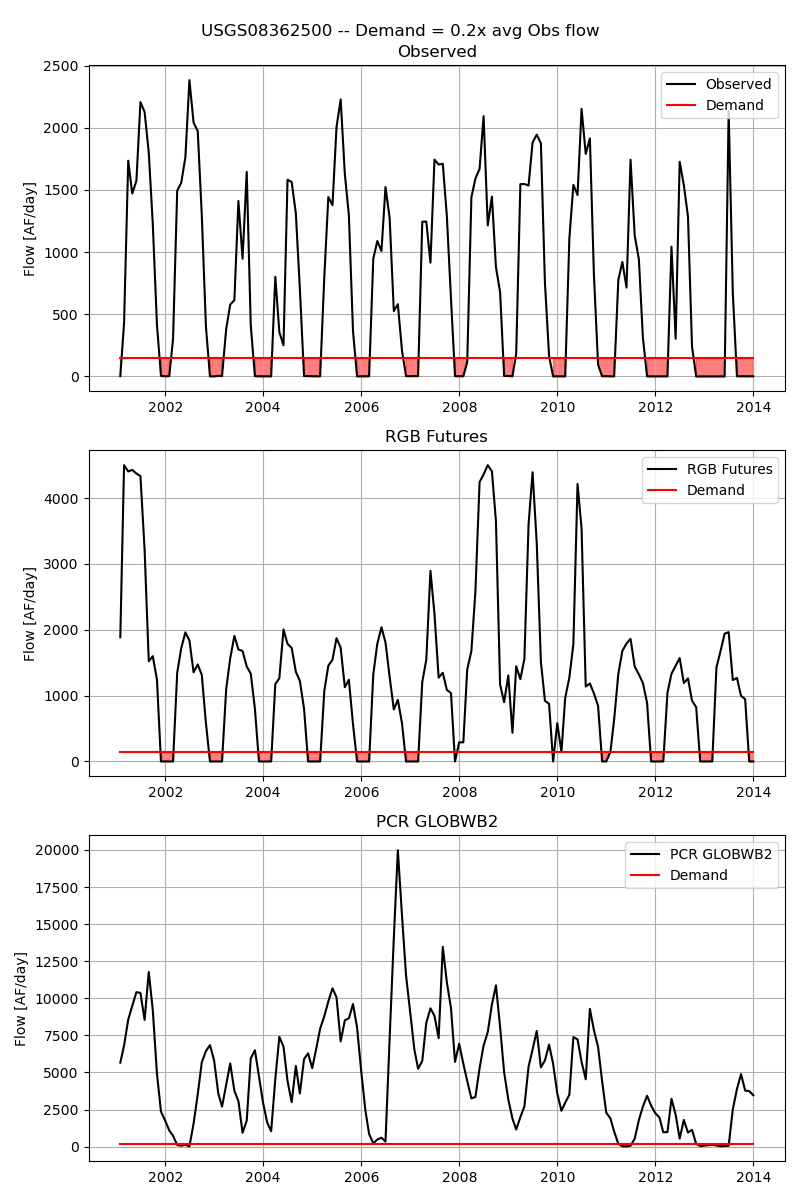 USGS08362500 -- Demand = 0.2x avg Obs flow
Observed
2500
2000
1500
1000
500
0
Flow [AF/day]
Observed
Demand
2002 2004 2006 2008 2010 2012 2014
RGB Futures
4000
3000
2000
1000
0
Flow [AF/day]
RGB Futures
Demand
2002 2004 2006 2008 2010 2012 2014
PCR GLOBWB2
20000
17500
15000
12500
10000
7500
5000
2500
0
Flow [AF/day]
PCR GLOBWB2
Demand
2002 2004 2006 2008 2010 2012 2014